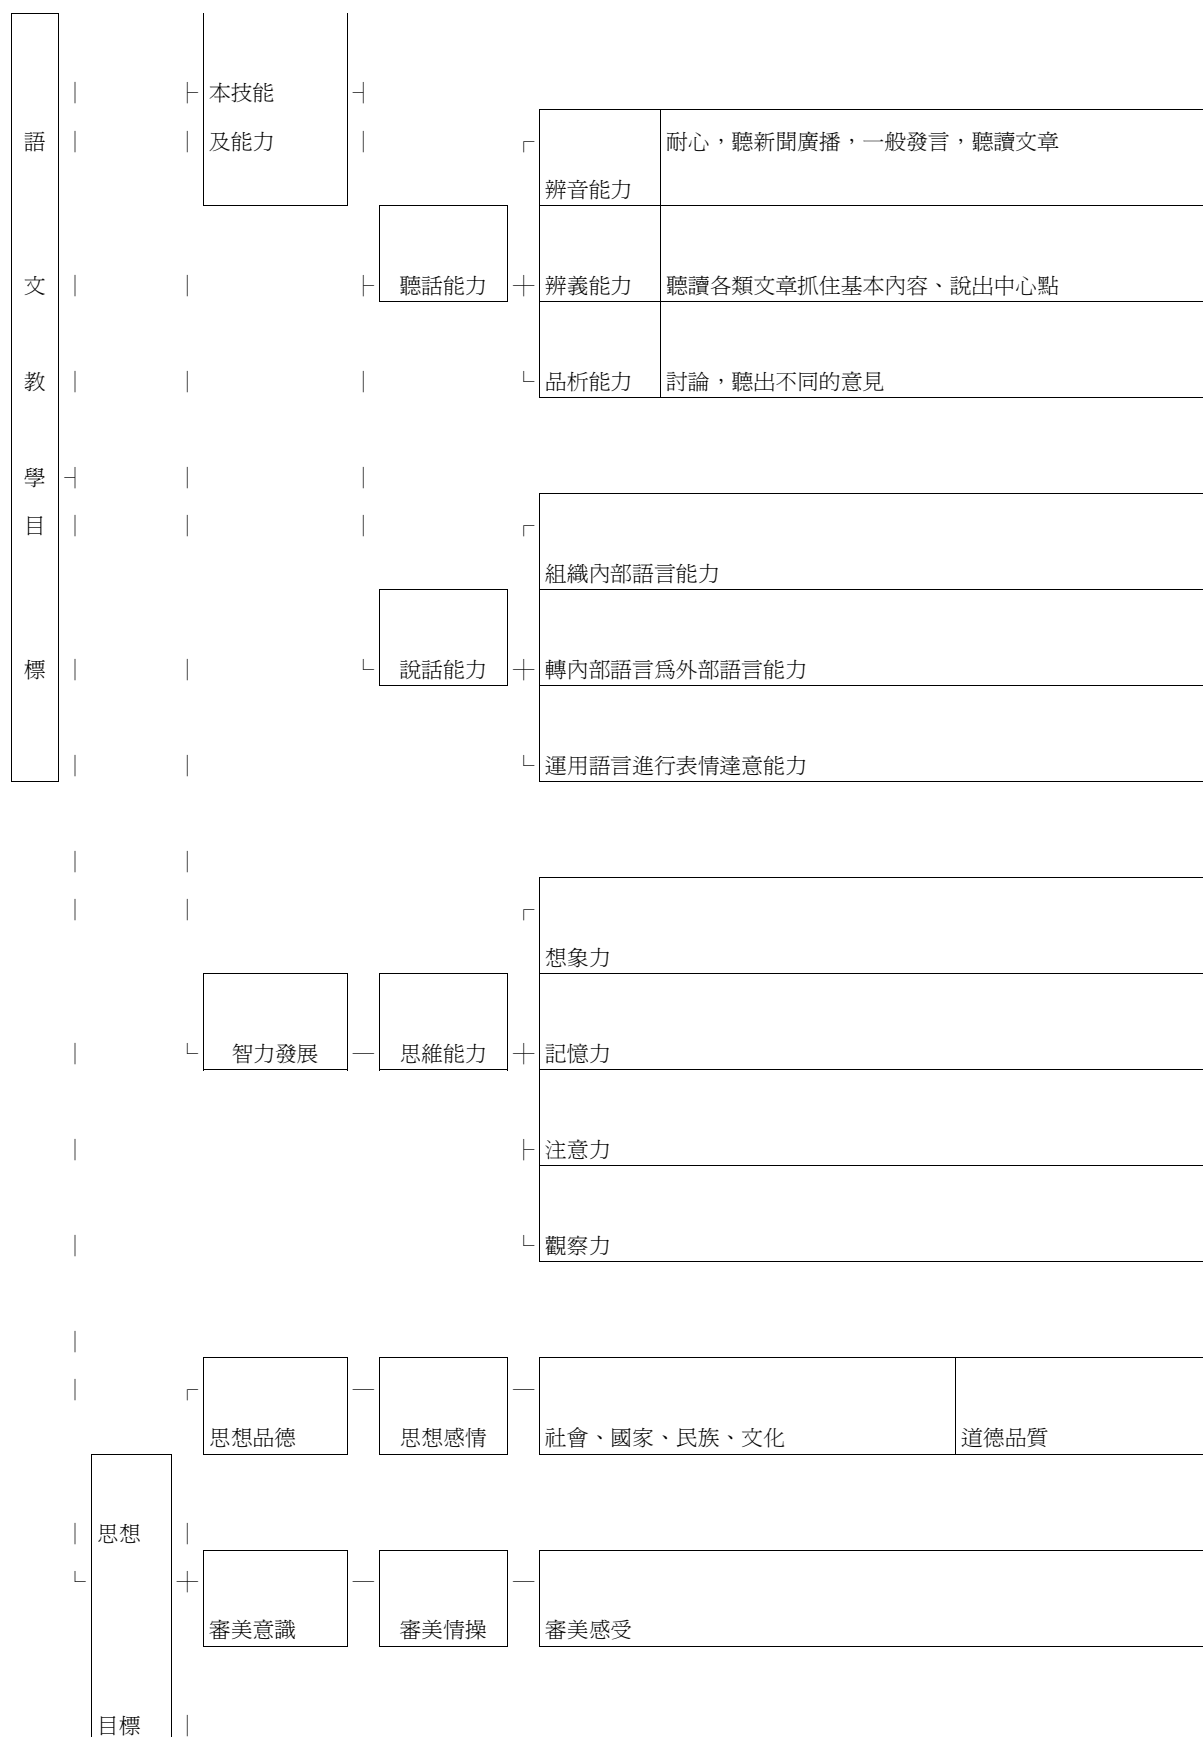 本技能
及能力
語
文
教
學
目
標
耐心，聽新聞廣播，一般發言，聽讀文章
辨音能力
聽話能力
辨義能力
聽讀各類文章抓住基本內容、說出中心點
品析能力
討論，聽出不同的意見
組織內部語言能力
說話能力
轉內部語言爲外部語言能力
運用語言進行表情達意能力
想象力
智力發展
思維能力
記憶力
注意力
觀察力
思想品德
思想感情
社會、國家、民族、文化
道德品質
思想
目標
審美意識
審美情操
審美感受